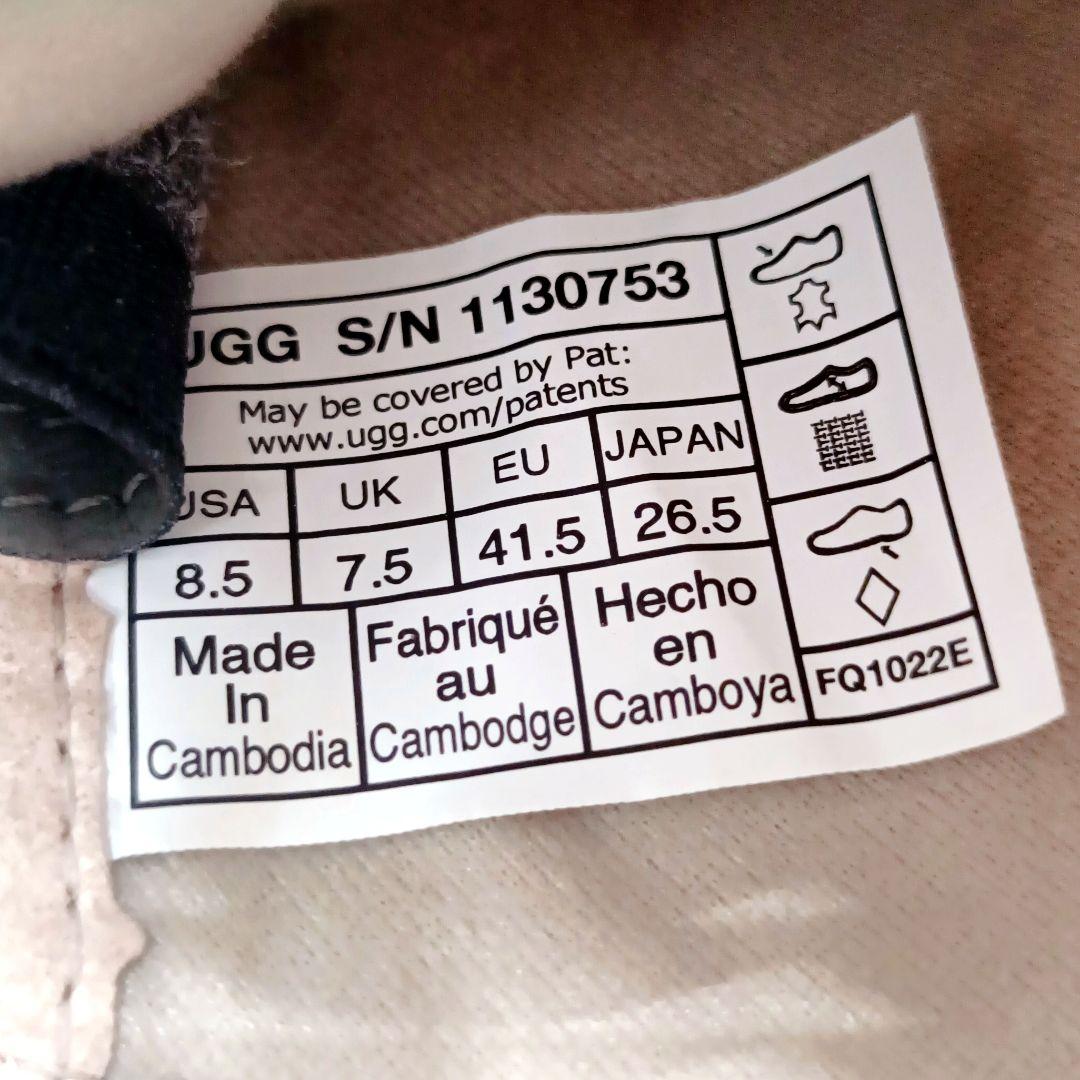 UGG S/N 1130753
May be covered by Pat:
www.ugg.com/patents
USA UK EU JAPAN
8.5 7.5 41.5 26.5
Made
In
Cambodia
Fabriqué
au
Cambodge
Hecho
en
Camboya
FQ1022E